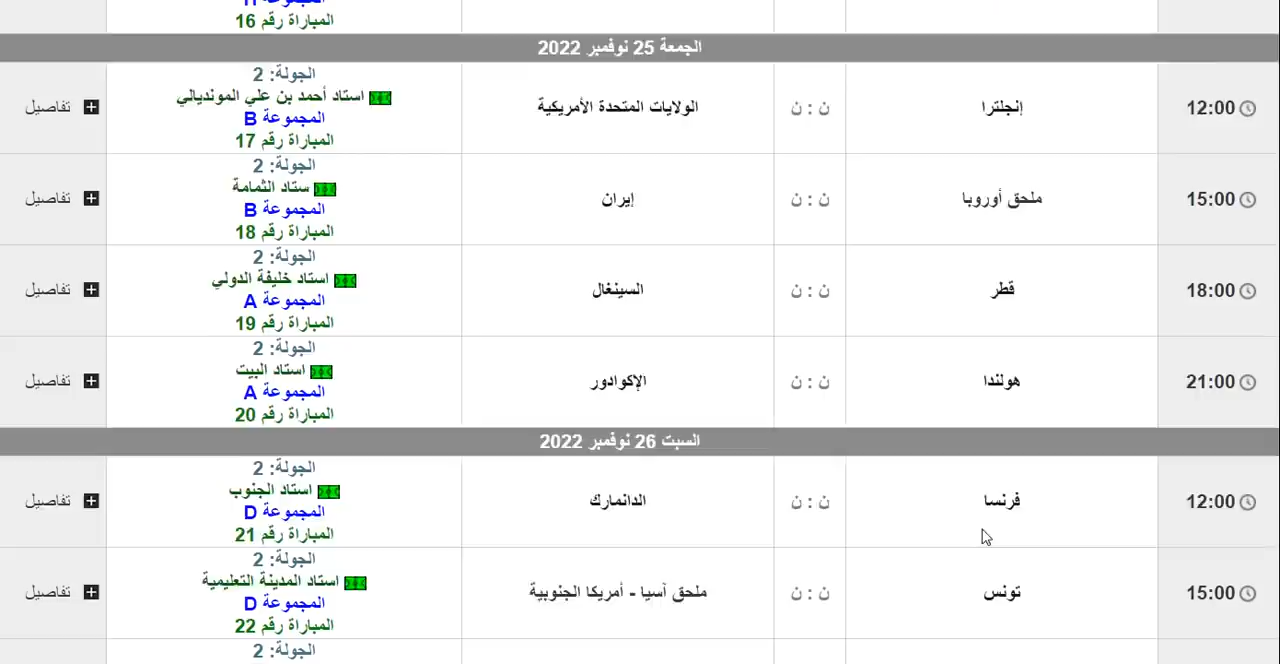 المباراة رقم 16
الجمعة 25 نوفمبر 2022
12:00
إنجلترا
ن : ن
الولايات المتحدة الأمريكية
الجولة: 2
استاد أحمد بن علي المونديالي
المجموعة B
المباراة رقم 17
تفاصيل
15:00
ملحق أوروبا
ن : ن
إيران
الجولة: 2
ستاد الثمامة
المجموعة B
المباراة رقم 18
تفاصيل
18:00
قطر
ن : ن
السينغال
الجولة: 2
استاد خليفة الدولي
المجموعة A
المباراة رقم 19
تفاصيل
21:00
هولندا
ن : ن
الإكوادور
الجولة: 2
استاد البيت
المجموعة A
المباراة رقم 20
تفاصيل
السبت 26 نوفمبر 2022
12:00
فرنسا
ن : ن
الدانمارك
الجولة: 2
استاد الجنوب
المجموعة D
المباراة رقم 21
تفاصيل
15:00
تونس
ن : ن
ملحق آسيا - أمريكا الجنوبية
الجولة: 2
استاد المدينة التعليمية
المجموعة D
المباراة رقم 22
تفاصيل
الجولة: 2